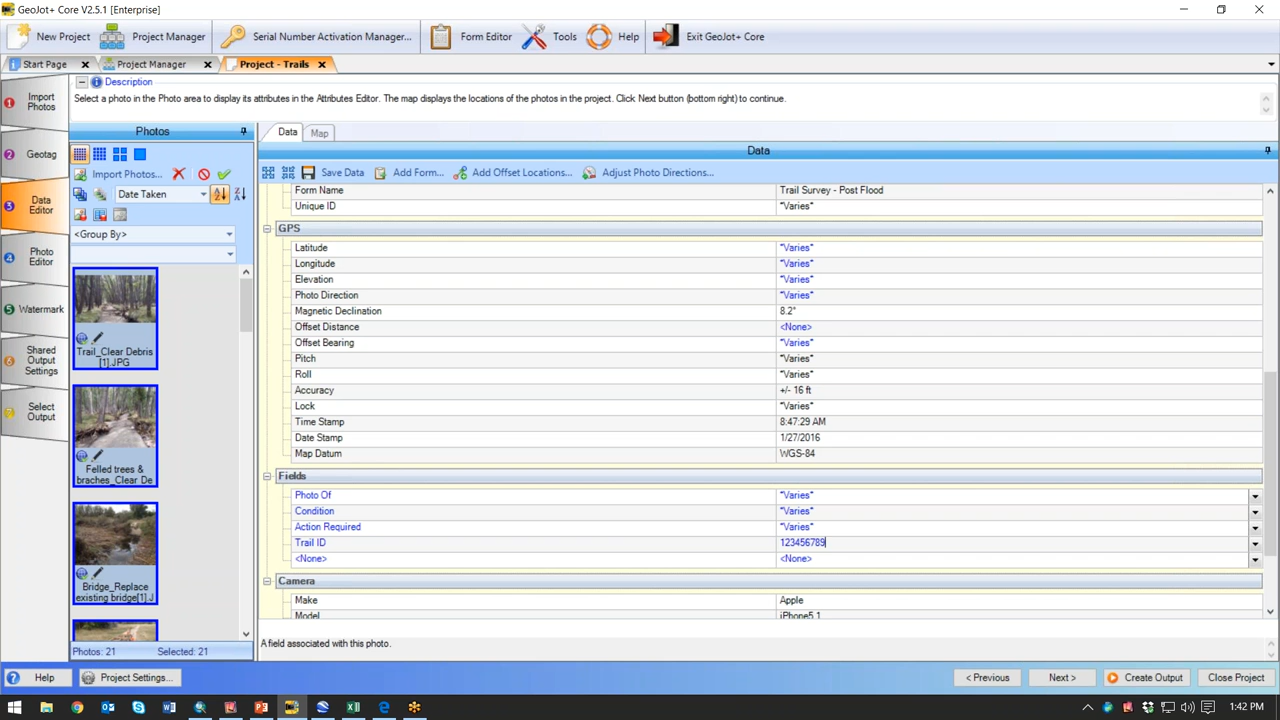 GeoJot+ Core V2.5.1 [Enterprise]
New Project
Project Manager
Serial Number Activation Manager...
Form Editor
Tools
Help
Exit GeoJot+ Core
Start Page
Project Manager
Project - Trails
Description
Select a photo in the Photo area to display its attributes in the Attributes Editor. The map displays the locations of the photos in the project. Click Next button (bottom right) to continue.
1 Import Photos
2 Geotag
3 Data Editor
4 Photo Editor
5 Watermark
6 Shared Output Settings
Select Output
Photos
Import Photos...
Date Taken
<Group By>
Trail_Clear Debris
[1].JPG
Felled trees &
braches_Clear De
Bridge_Replace
existing bridge[1].J
Photos: 21
Selected: 21
Data
Map
Data
Save Data
Add Form...
Add Offset Locations...
Adjust Photo Directions...
Form Name Trail Survey - Post Flood
Unique ID *Varies*
GPS
Latitude *Varies*
Longitude *Varies*
Elevation *Varies*
Photo Direction *Varies*
Magnetic Declination 8.2°
Offset Distance <None>
Offset Bearing *Varies*
Pitch *Varies*
Roll *Varies*
Accuracy +/- 16 ft
Lock *Varies*
Time Stamp 8:47:29 AM
Date Stamp 1/27/2016
Map Datum WGS-84
Fields
Photo Of *Varies*
Condition *Varies*
Action Required *Varies*
Trail ID 123456789
<None> <None>
Camera
Make Apple
Model iPhone5,1
A field associated with this photo.
Help
Project Settings...
< Previous
Next >
Create Output
Close Project
1:42 PM